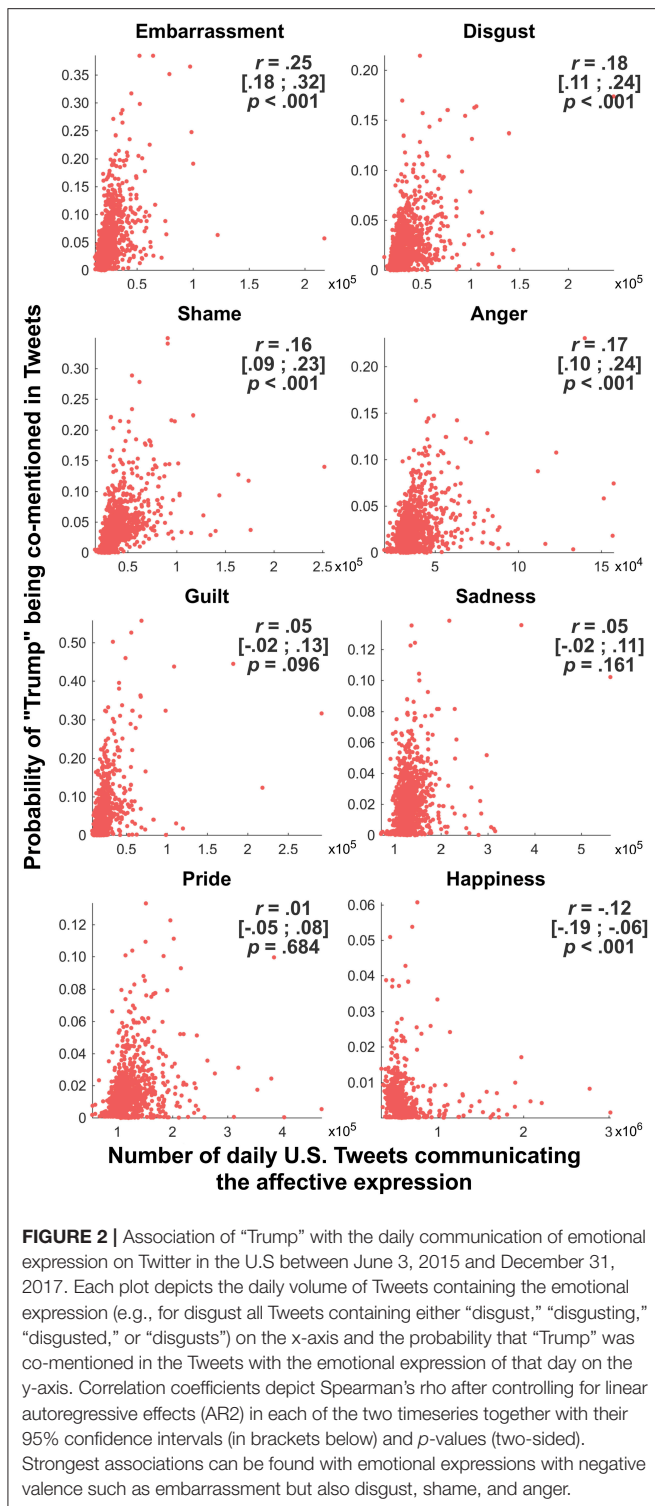 Embarrassment
r = .25
[.18 ; .32]
p < .001
0.35
0.30
0.25
0.20
0.15
0.10
0.05
0
0.5
1
1.5
2
x10⁵
Disgust
r = .18
[.11 ; .24]
p < .001
0.20
0.15
0.10
0.05
0
0.5
1
1.5
2
x10⁵
Shame
r = .16
[.09 ; .23]
p < .001
0.30
0.25
0.20
0.15
0.10
0.05
0
0.5
1
1.5
2
2.5
x10⁵
Anger
r = .17
[.10 ; .24]
p < .001
0.20
0.15
0.10
0.05
0
5
10
15
x10⁴
Probability of "Trump" being co-mentioned in Tweets
Guilt
r = .05
[-.02 ; .13]
p = .096
0.50
0.40
0.30
0.20
0.10
0
0.5
1
1.5
2
2.5
x10⁵
Sadness
r = .05
[-.02 ; .11]
p = .161
0.12
0.10
0.08
0.06
0.04
0.02
0
1
2
3
4
5
x10⁵
Pride
r = .01
[-.05 ; .08]
p = .684
0.12
0.10
0.08
0.06
0.04
0.02
0
1
2
3
4
x10⁵
Happiness
r = -.12
[-.19 ; -.06]
p < .001
0.06
0.05
0.04
0.03
0.02
0.01
0
1
2
3
x10⁶
Number of daily U.S. Tweets communicating
the affective expression
FIGURE 2 | Association of “Trump” with the daily communication of emotional
expression on Twitter in the U.S between June 3, 2015 and December 31,
2017. Each plot depicts the daily volume of Tweets containing the emotional
expression (e.g., for disgust all Tweets containing either “disgust,” “disgusting,”
“disgusted,” or “disgusts”) on the x-axis and the probability that “Trump” was
co-mentioned in the Tweets with the emotional expression of that day on the
y-axis. Correlation coefficients depict Spearman’s rho after controlling for linear
autoregressive effects (AR2) in each of the two timeseries together with their
95% confidence intervals (in brackets below) and p-values (two-sided).
Strongest associations can be found with emotional expressions with negative
valence such as embarrassment but also disgust, shame, and anger.